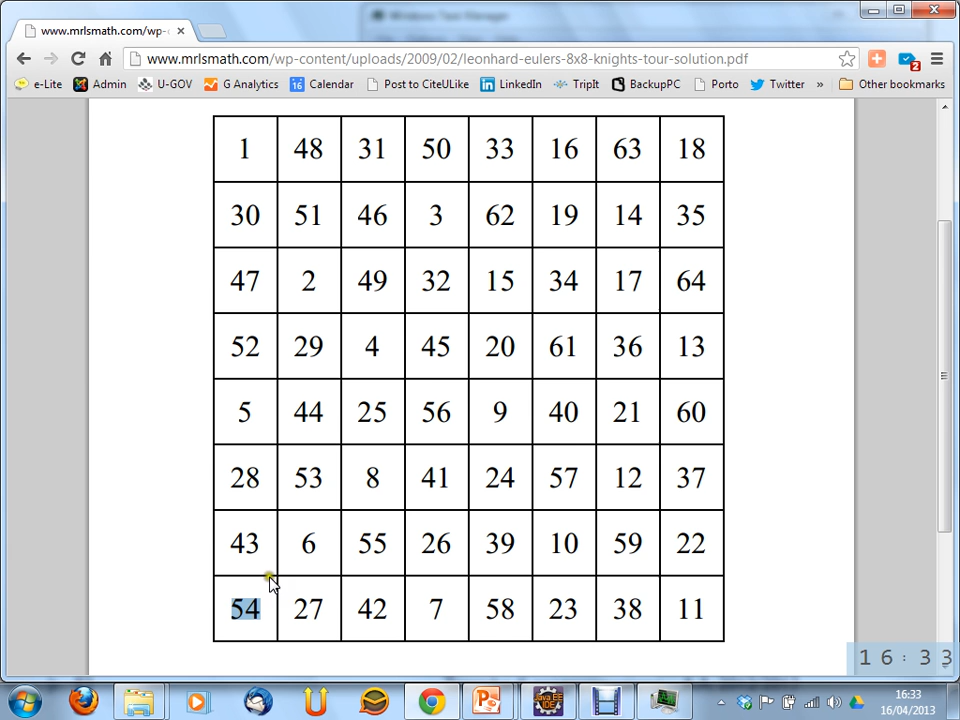 Windows Task Manager
www.mrlsmath.com/wp-
www.mrlsmath.com/wp-content/uploads/2009/02/leonhard-eulers-8x8-knights-tour-solution.pdf
2
e-Lite Admin U-GOV G Analytics 16 Calendar Post to CiteULike LinkedIn TripIt BackupPC Porto Twitter » Other bookmarks
1 48 31 50 33 16 63 18
30 51 46 3 62 19 14 35
47 2 49 32 15 34 17 64
52 29 4 45 20 61 36 13
5 44 25 56 9 40 21 60
28 53 8 41 24 57 12 37
43 6 55 26 39 10 59 22
54 27 42 7 58 23 38 11
16:33
16:33
16/04/2013